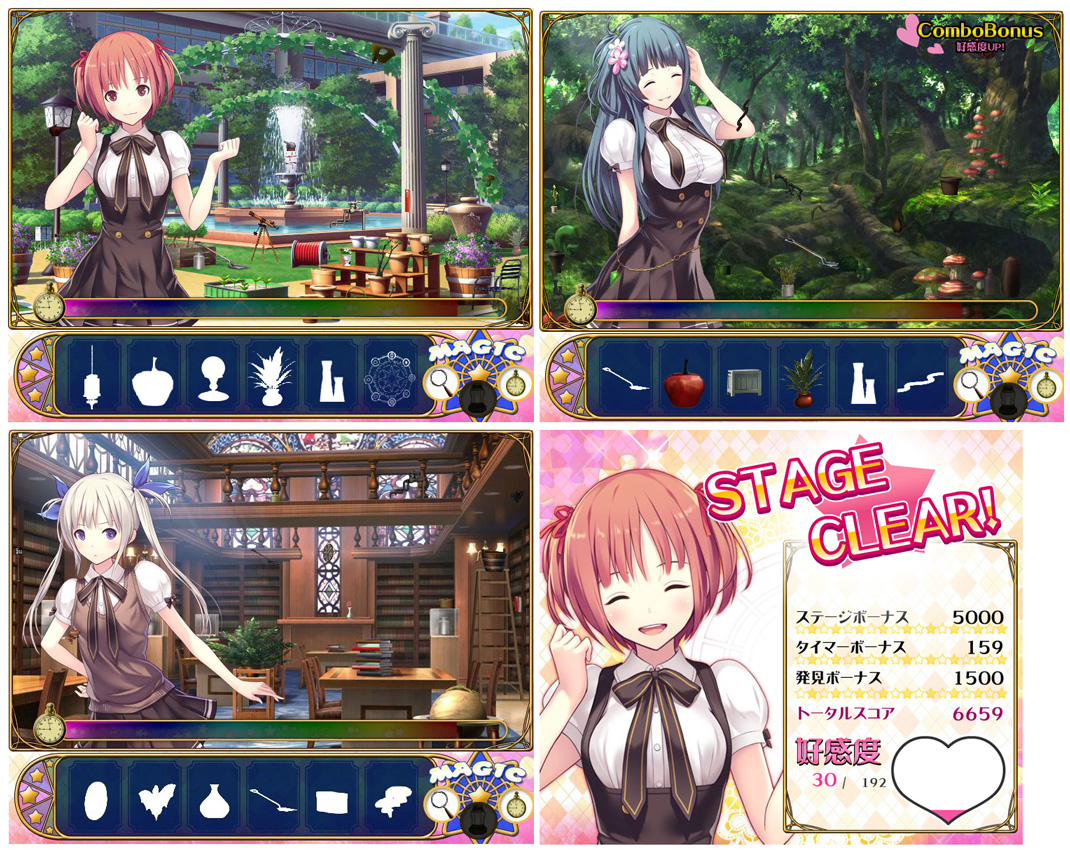 MAGIC
ComboBonus
好感度UP!
MAGIC
MAGIC
STAGE
CLEAR!
ステージボーナス 5000
タイマーボーナス 159
発見ボーナス 1500
トータルスコア 6659
好感度
30 / 192